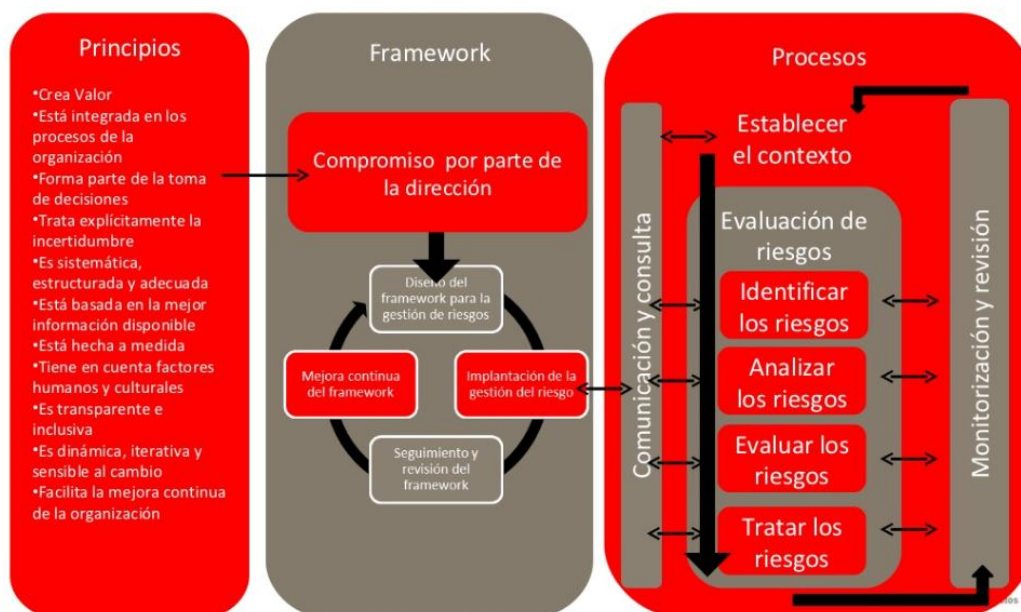 Principios
•Crea Valor
•Está integrada en los
procesos de la
organización
•Forma parte de la toma
de decisiones
•Trata explícitamente la
incertidumbre
•Es sistemática,
estructurada y adecuada
•Está basada en la mejor
información disponible
•Está hecha a medida
•Tiene en cuenta factores
humanos y culturales
•Es transparente e
inclusiva
•Es dinámica, iterativa y
sensible al cambio
•Facilita la mejora continua
de la organización
Framework
Compromiso por parte de
la dirección
Diseño del
framework para la
gestión de riesgos
Mejora continua
del framework
Implantación de la
gestión del riesgo
Seguimiento y
revisión del
framework
Procesos
Comunicación y consulta
Establecer
el contexto
Evaluación de
riesgos
Identificar
los riesgos
Analizar
los riesgos
Evaluar los
riesgos
Tratar los
riesgos
Monitorización y revisión